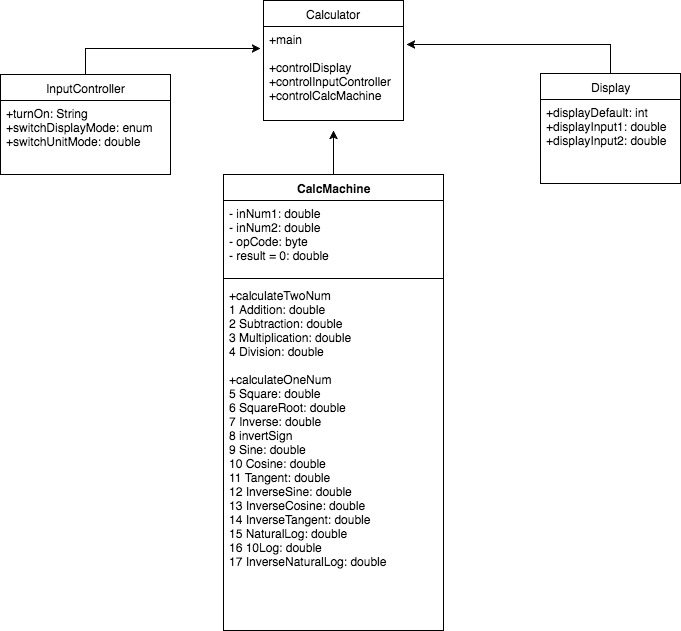 Calculator
+main
+controlDisplay
+controlInputController
+controlCalcMachine
InputController
+turnOn: String
+switchDisplayMode: enum
+switchUnitMode: double
Display
+displayDefault: int
+displayInput1: double
+displayInput2: double
CalcMachine
- inNum1: double
- inNum2: double
- opCode: byte
- result = 0: double
+calculateTwoNum
1 Addition: double
2 Subtraction: double
3 Multiplication: double
4 Division: double
+calculateOneNum
5 Square: double
6 SquareRoot: double
7 Inverse: double
8 invertSign
9 Sine: double
10 Cosine: double
11 Tangent: double
12 InverseSine: double
13 InverseCosine: double
14 InverseTangent: double
15 NaturalLog: double
16 10Log: double
17 InverseNaturalLog: double